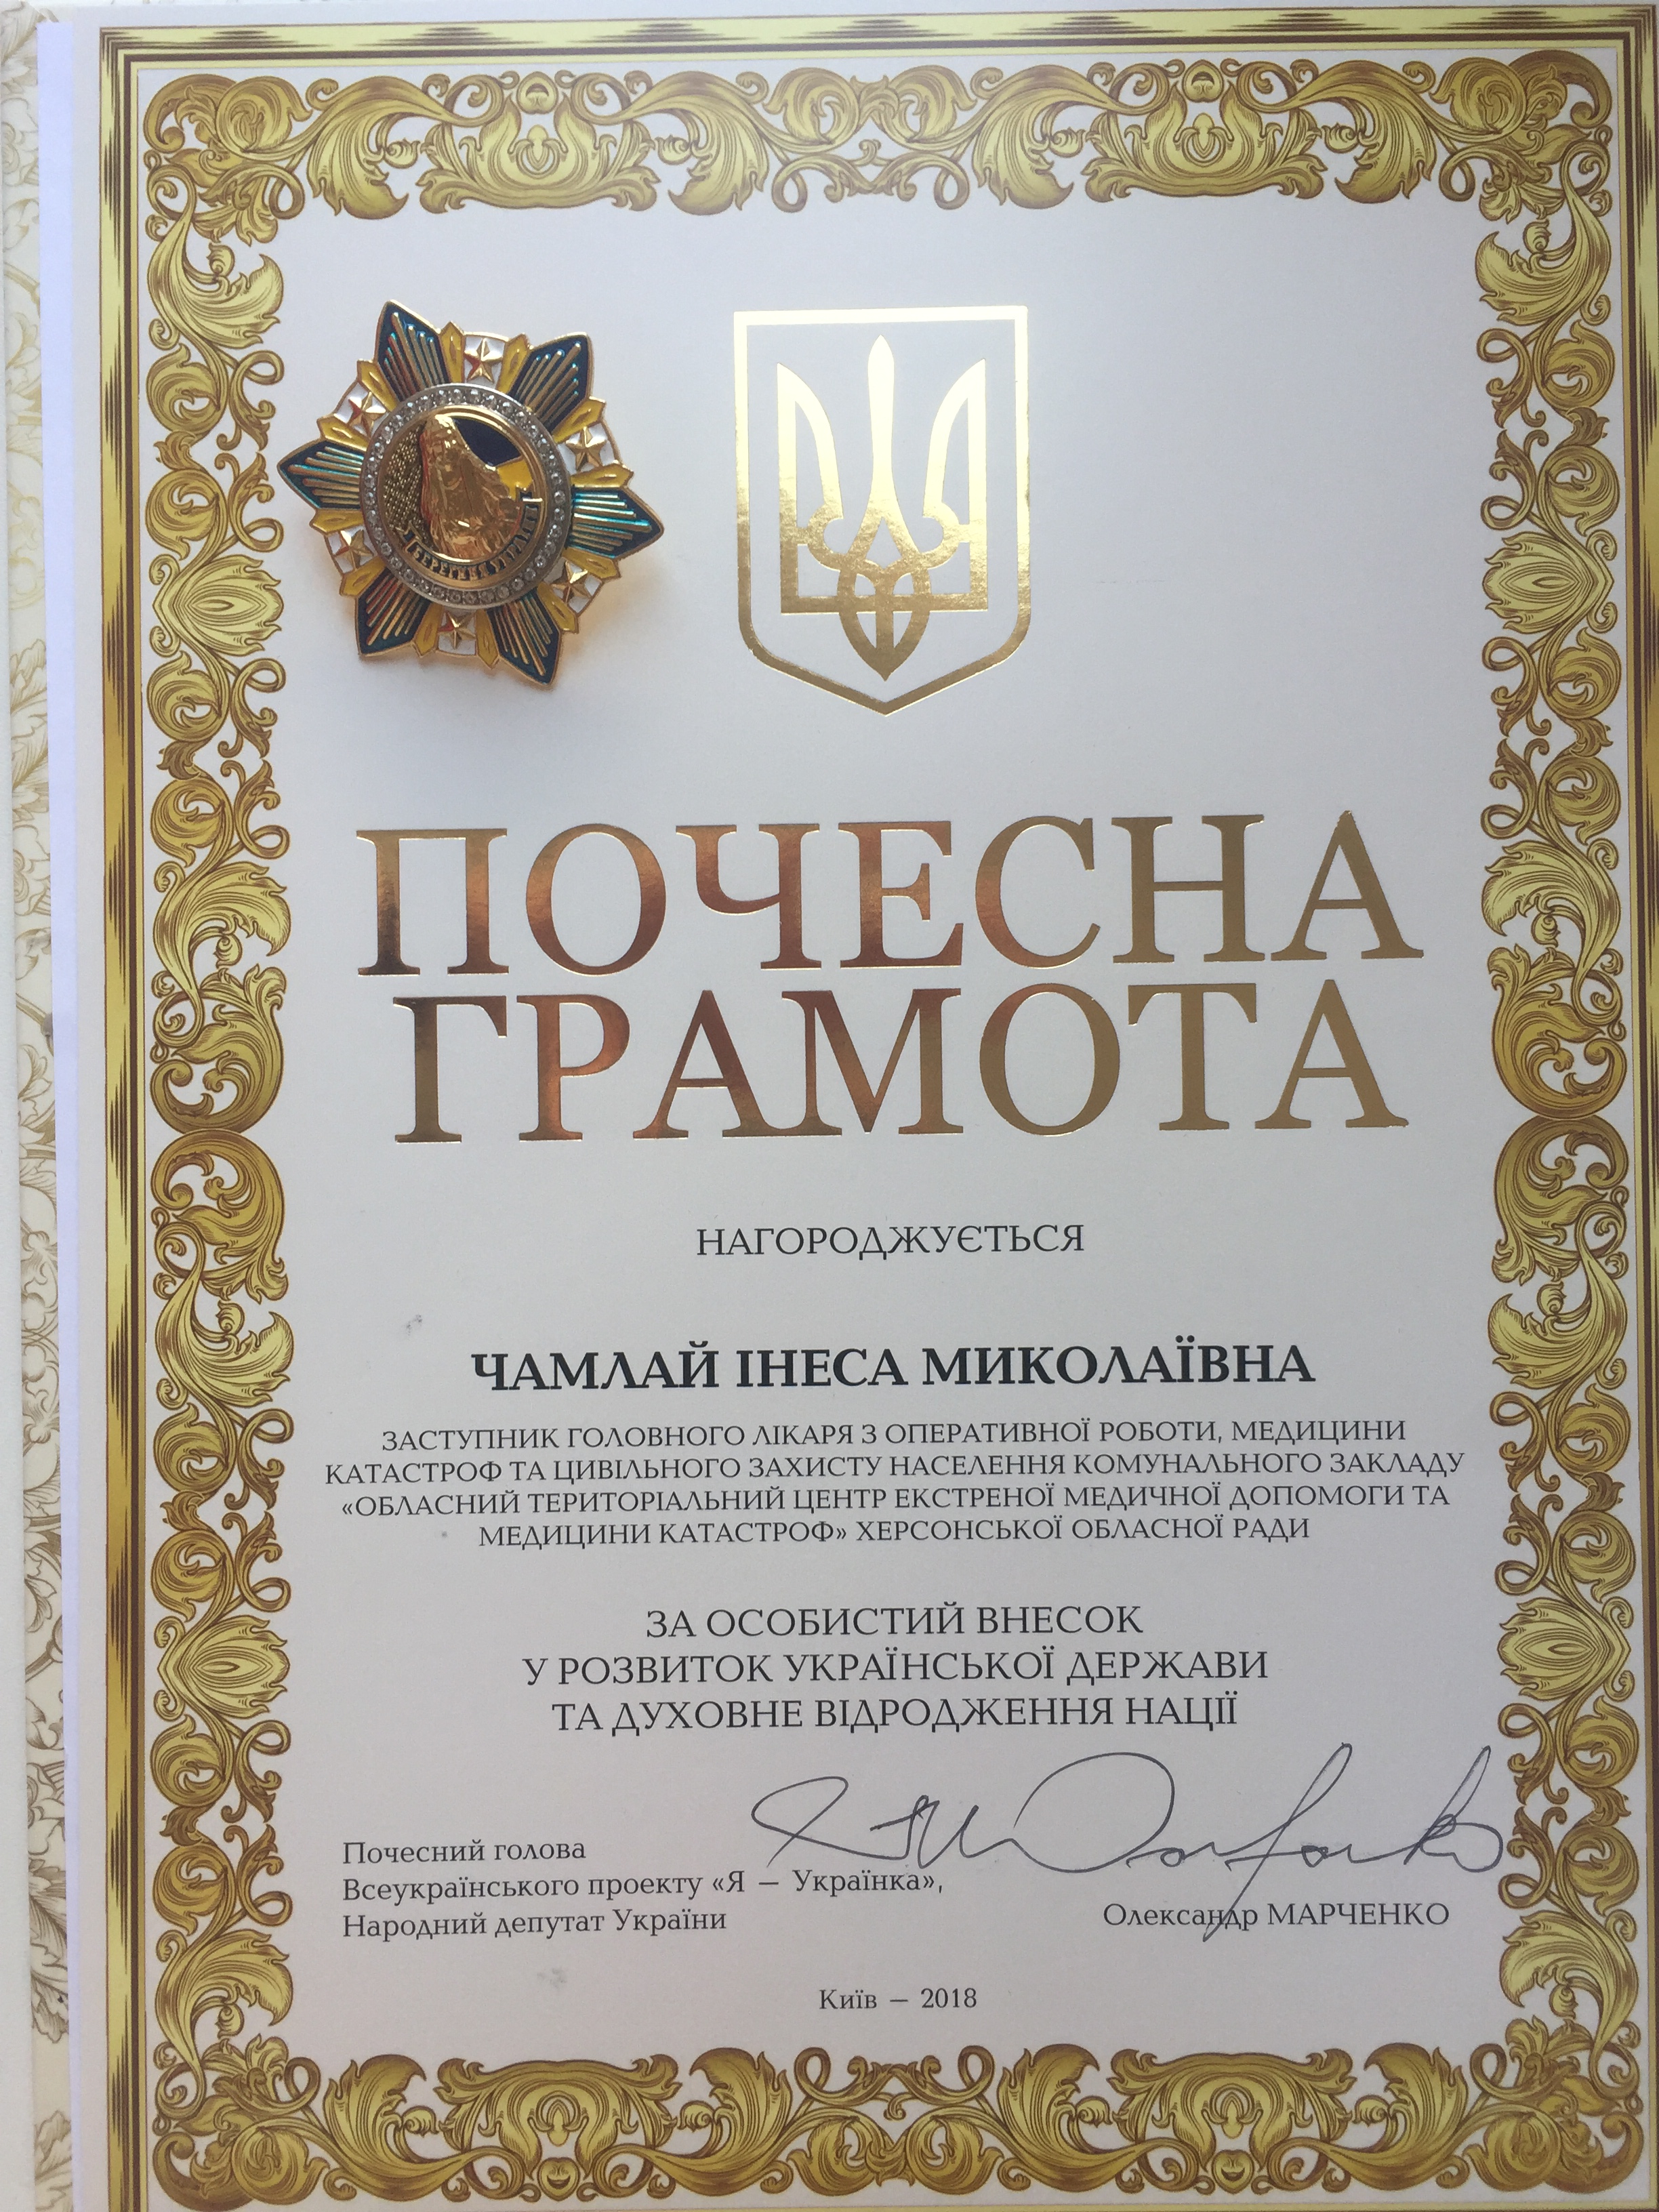 БЕРЕГИНЯ УКРАЇНИ
ПОЧЕСНА
ГРАМОТА
НАГОРОДЖУЄТЬСЯ
ЧАМЛАЙ ІНЕСА МИКОЛАЇВНА
ЗАСТУПНИК ГОЛОВНОГО ЛІКАРЯ З ОПЕРАТИВНОЇ РОБОТИ, МЕДИЦИНИ
КАТАСТРОФ ТА ЦИВІЛЬНОГО ЗАХИСТУ НАСЕЛЕННЯ КОМУНАЛЬНОГО ЗАКЛАДУ
«ОБЛАСНИЙ ТЕРИТОРІАЛЬНИЙ ЦЕНТР ЕКСТРЕНОЇ МЕДИЧНОЇ ДОПОМОГИ ТА
МЕДИЦИНИ КАТАСТРОФ» ХЕРСОНСЬКОЇ ОБЛАСНОЇ РАДИ
ЗА ОСОБИСТИЙ ВНЕСОК
У РОЗВИТОК УКРАЇНСЬКОЇ ДЕРЖАВИ
ТА ДУХОВНЕ ВІДРОДЖЕННЯ НАЦІЇ
Почесний голова
Всеукраїнського проекту «Я — Українка»,
Народний депутат України
Олександр МАРЧЕНКО
Київ — 2018